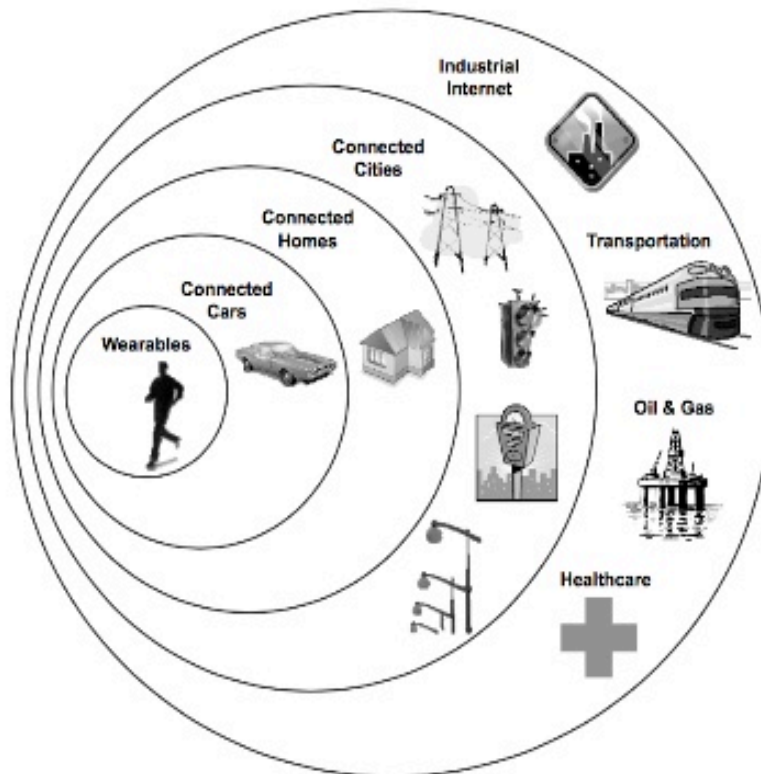 Industrial
Internet
Connected
Cities
Connected
Homes
Transportation
Connected
Cars
Wearables
Oil & Gas
Healthcare